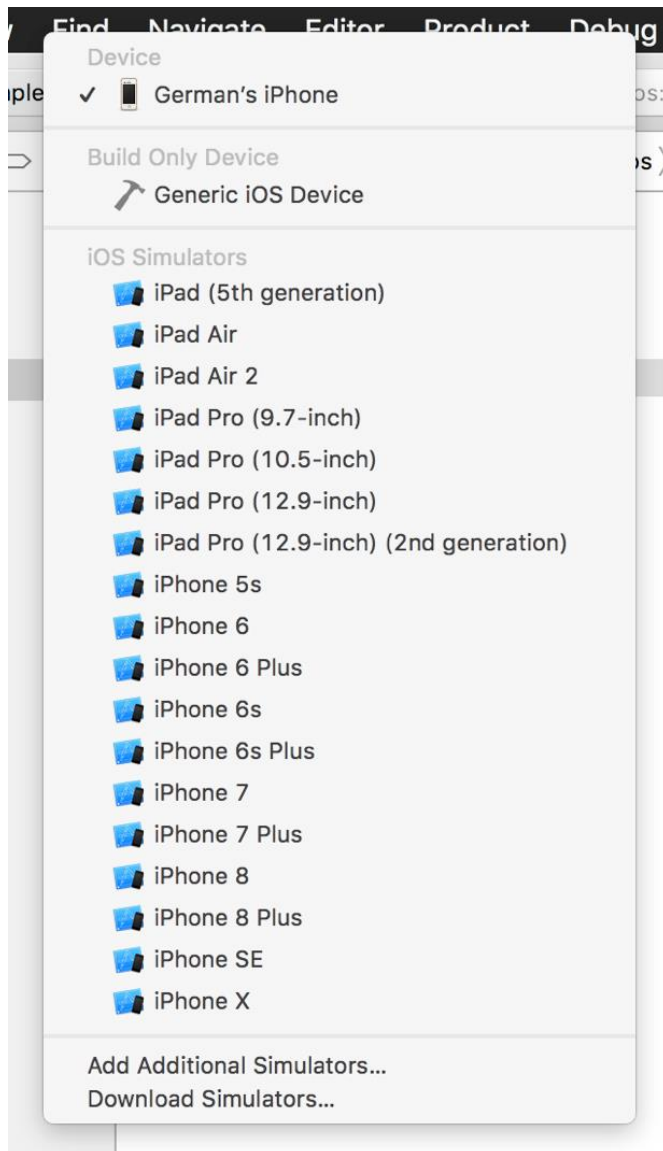 Find Navigate Editor Product Debug
Device
✓ German’s iPhone
Build Only Device
Generic iOS Device
iOS Simulators
iPad (5th generation)
iPad Air
iPad Air 2
iPad Pro (9.7-inch)
iPad Pro (10.5-inch)
iPad Pro (12.9-inch)
iPad Pro (12.9-inch) (2nd generation)
iPhone 5s
iPhone 6
iPhone 6 Plus
iPhone 6s
iPhone 6s Plus
iPhone 7
iPhone 7 Plus
iPhone 8
iPhone 8 Plus
iPhone SE
iPhone X
Add Additional Simulators...
Download Simulators...